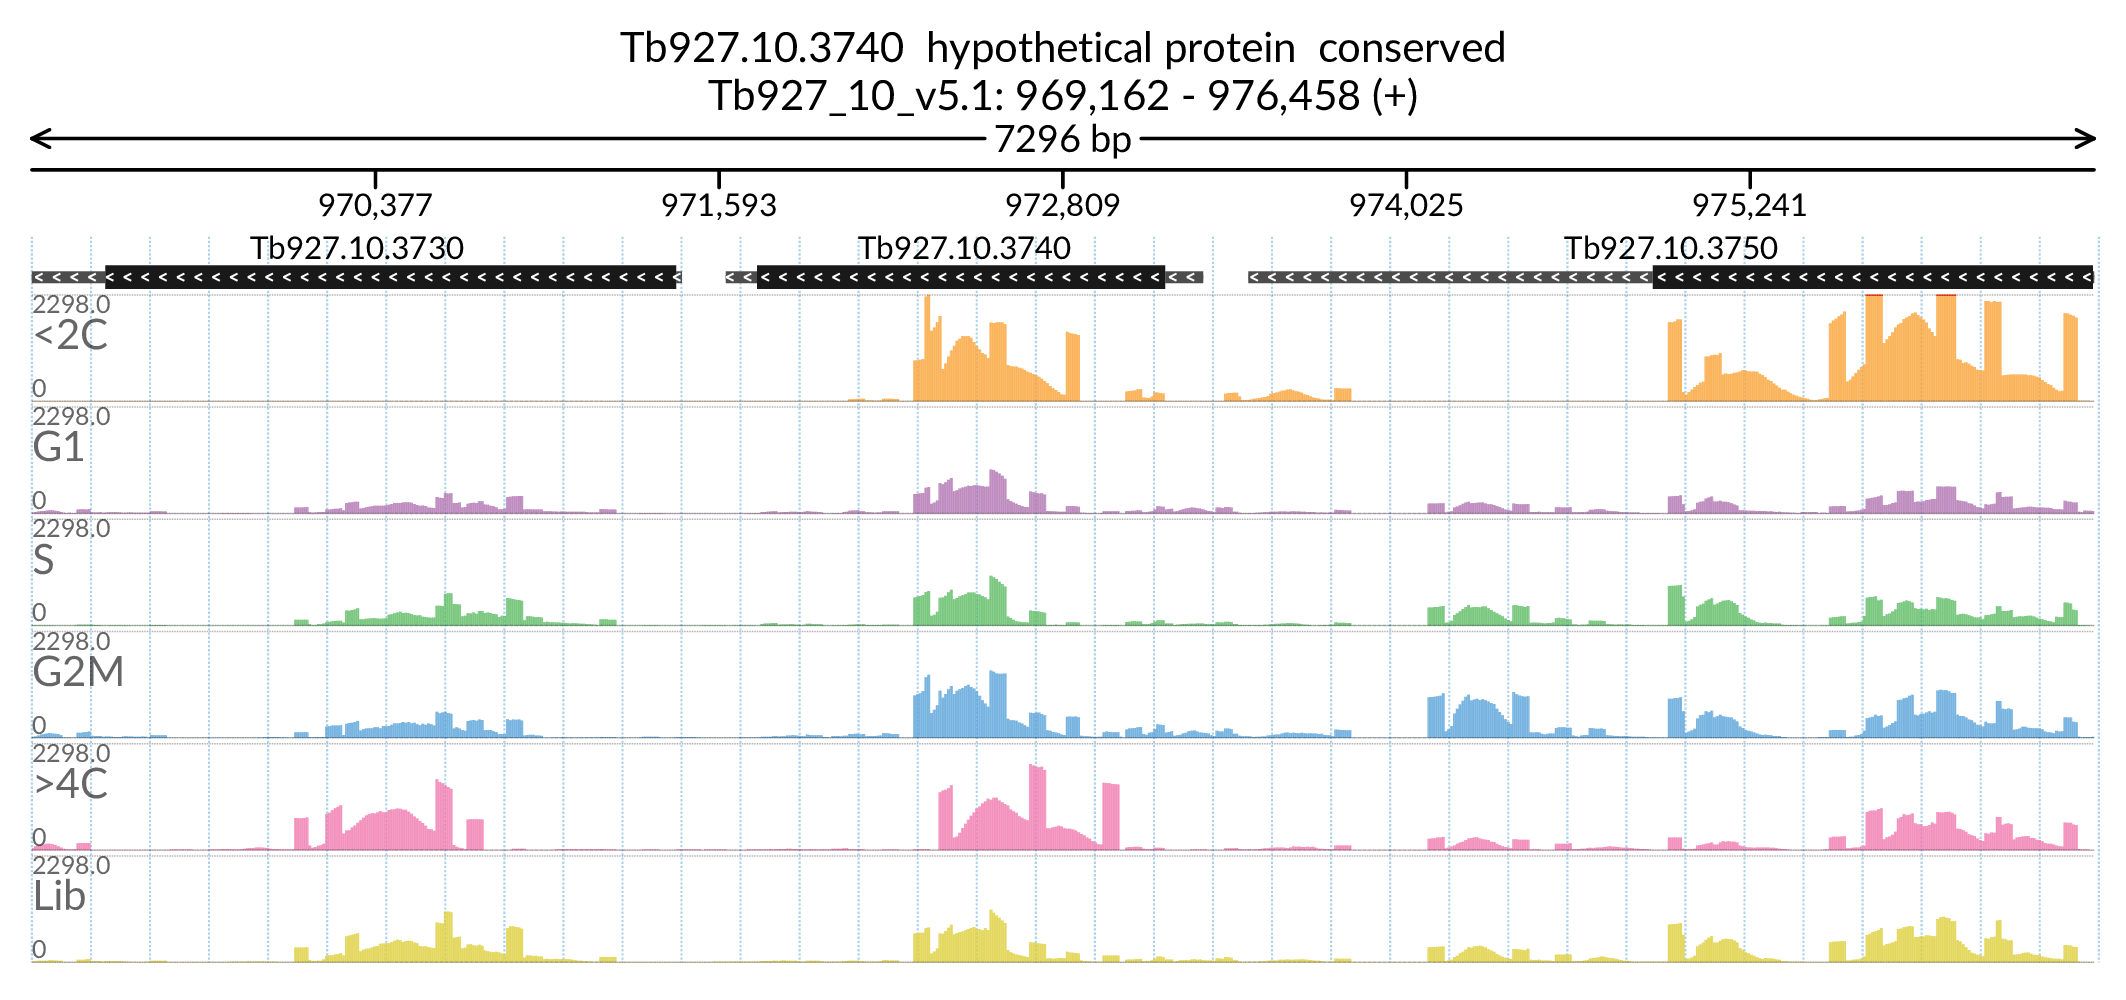 Tb927.10.3740 hypothetical protein conserved
Tb927_10_v5.1: 969,162 - 976,458 (+)
7296 bp
970,377 971,593 972,809 974,025 975,241
Tb927.10.3730 Tb927.10.3740 Tb927.10.3750
2298.0
<2C
0
2298.0
G1
0
2298.0
S
0
2298.0
G2M
0
2298.0
>4C
0
2298.0
Lib
0